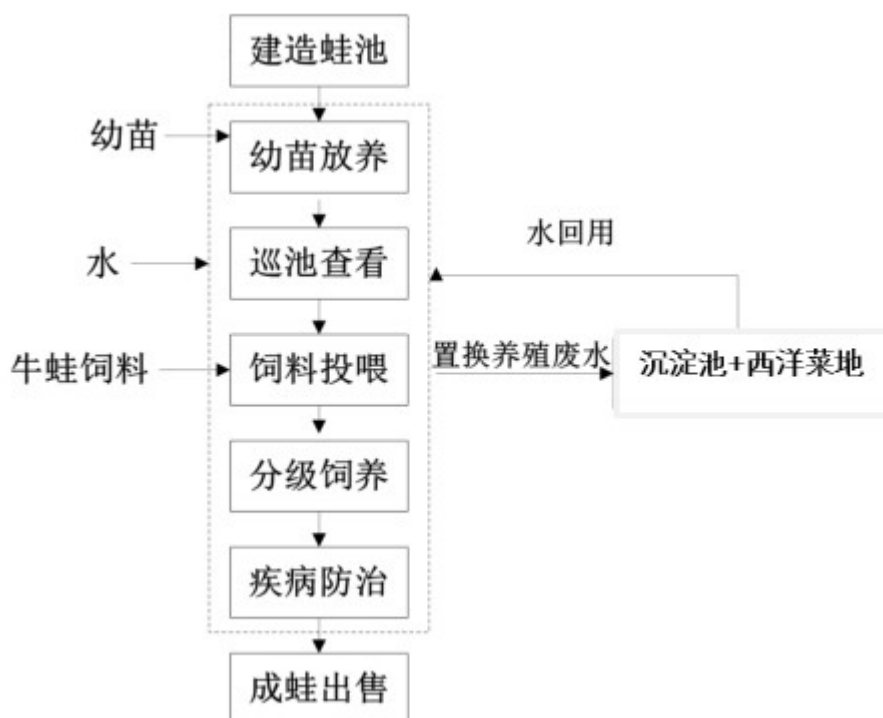 建造蛙池
幼苗
幼苗放养
水回用
水
巡池查看
牛蛙饲料
饲料投喂
置换养殖废水
沉淀池+西洋菜地
分级饲养
疾病防治
成蛙出售